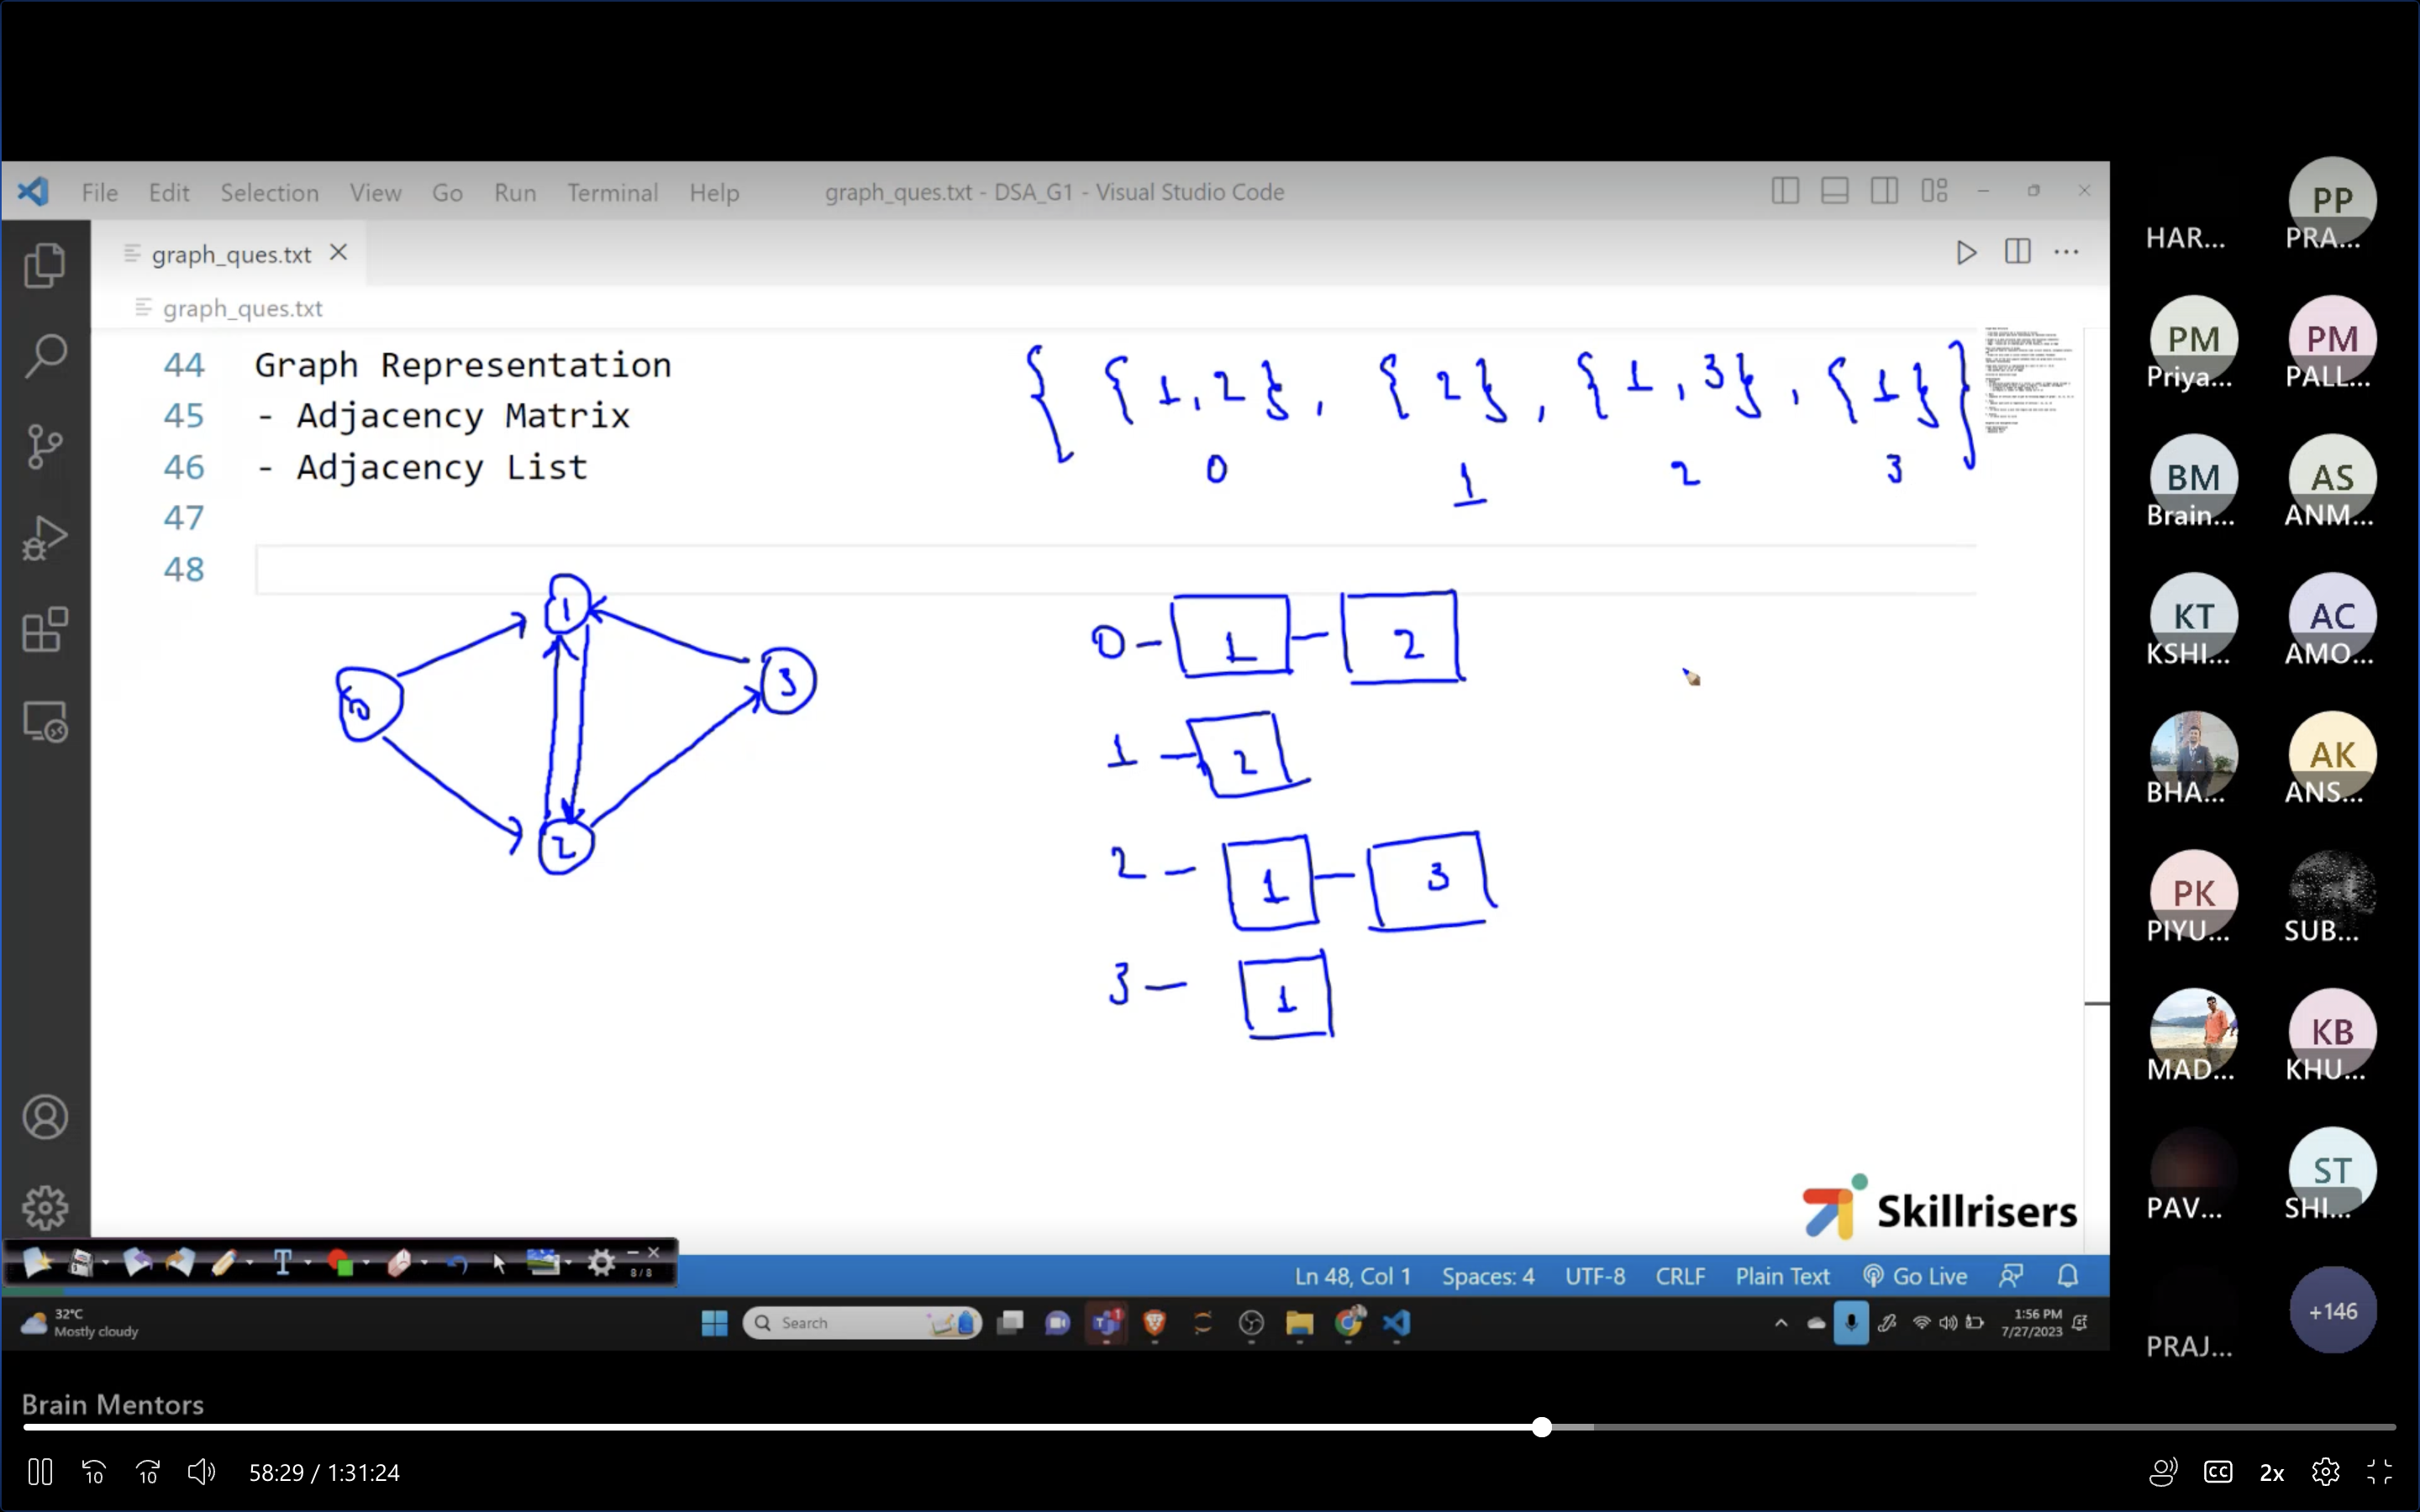 File Edit Selection View Go Run Terminal Help
graph_ques.txt - DSA_G1 - Visual Studio Code
graph_ques.txt
graph_ques.txt
44 Graph Representation
45 - Adjacency Matrix
46 - Adjacency List
47
48
{ {1,2}, {2}, {1,3}, {1} }
0 1 2 3
1
0
3
2
0 - 1 - 2
1 - 2
2 - 1 - 3
3 - 1
Skillrisers
8/8
Ln 48, Col 1 Spaces: 4 UTF-8 CRLF Plain Text Go Live
32°C
Mostly cloudy
Search
1:56 PM
7/27/2023
HAR...
PP
PRA...
PM
Priya...
PM
PALL...
BM
Brain...
AS
ANM...
KT
KSHI...
AC
AMO...
BHA...
AK
ANS...
PK
PIYU...
SUB...
MAD...
KB
KHU...
PAV...
ST
SHI...
PRAJ...
+146
Brain Mentors
10 10 58:29 / 1:31:24
CC 2x